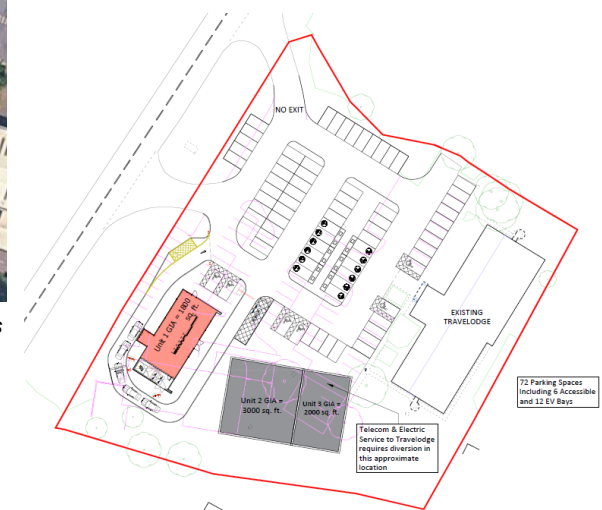 NO EXIT
Unit 1 GIA = 1800
sq. ft.
EXISTING
TRAVELODGE
Unit 2 GIA =
3000 sq. ft.
Unit 3 GIA =
2000 sq. ft.
72 Parking Spaces
Including 6 Accessible
and 12 EV Bays
Telecom & Electric
Service to Travelodge
requires diversion in
this approximate
location